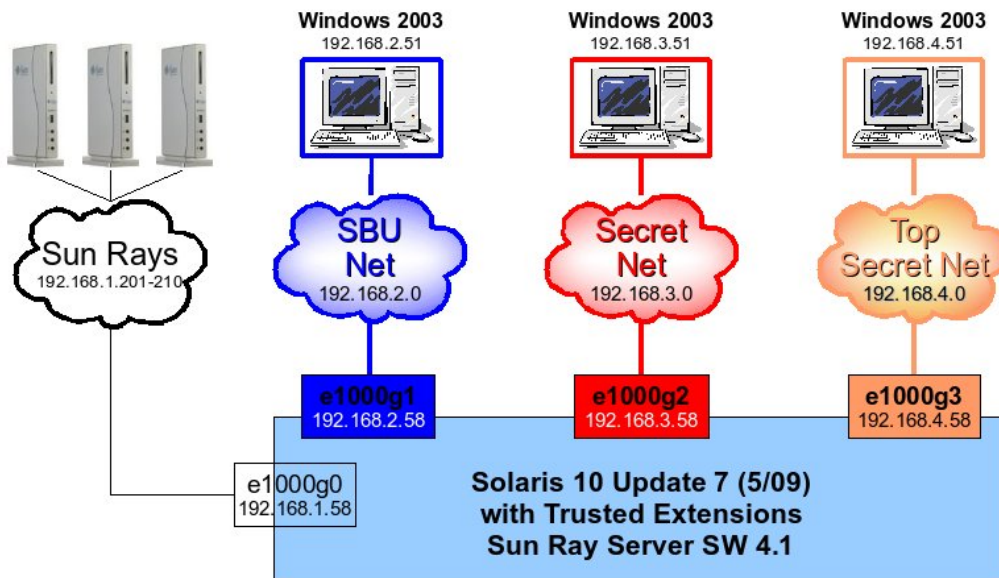 Windows 2003
192.168.2.51
Windows 2003
192.168.3.51
Windows 2003
192.168.4.51
Sun Rays
192.168.1.201-210
SBU
Net
192.168.2.0
Secret
Net
192.168.3.0
Top
Secret Net
192.168.4.0
e1000g1
192.168.2.58
e1000g2
192.168.3.58
e1000g3
192.168.4.58
e1000g0
192.168.1.58
Solaris 10 Update 7 (5/09)
with Trusted Extensions
Sun Ray Server SW 4.1